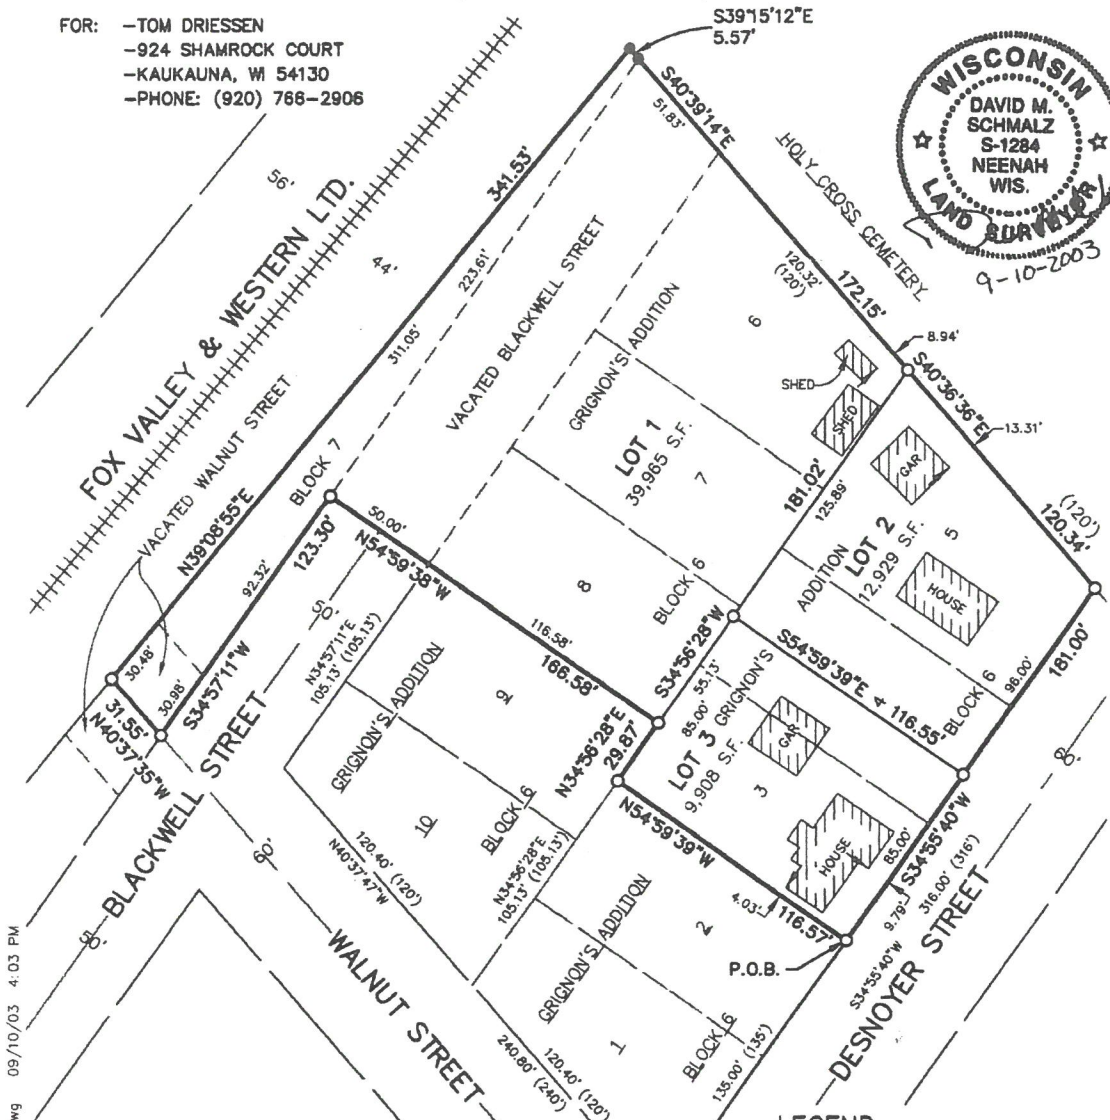 FOR: -TOM DRIESSEN
-924 SHAMROCK COURT
-KAUKAUNA, WI 54130
-PHONE: (920) 766-2906
S39°15'12"E
5.57'
WISCONSIN
DAVID M.
SCHMALZ
S-1284
NEENAH
WIS.
LAND SURVEYOR
9-10-2003
S40°39'14"E
51.83'
HOLY CROSS CEMETERY
120.32'
(120')
172.15'
8.94'
S40°36'36"E
13.31'
(120')
120.34'
56'
FOX VALLEY & WESTERN LTD.
44'
341.53'
223.61'
311.05'
VACATED BLACKWELL STREET
VACATED WALNUT STREET
N39°08'55"E
BLOCK 7
GRIGNON'S ADDITION
6
SHED
SHED
LOT 1
39,965 S.F.
7
181.02'
125.89'
GAR
LOT 2
12,929 S.F.
5
ADDITION
HOUSE
50.00'
N54°59'38"W
123.30'
92.32'
8
BLOCK 6
116.58'
166.58'
S34°56'28"W
S54°59'39"E
4
116.55'
BLOCK 6
96.00'
181.00'
60'
30.48'
30.98'
S34°57'11"W
31.55'
N40°37'35"W
50'
N34°57'11"E
105.13' (105.13')
GRIGNON'S ADDITION
9
10
BLOCK 6
N34°56'28"E
29.87'
85.00'
55.13'
GRIGNON'S
GAR
LOT 3
9,908 S.F.
3
HOUSE
N54°59'39"W
4.03'
116.57'
85.00'
S34°55'40"W
9.79'
316.00' (316')
S34°55'40"W
P.O.B.
BLACKWELL STREET
50'
60'
120.40' (120')
N40°37'47"W
N34°56'28"E
105.13' (105.13')
GRIGNON'S ADDITION
2
1
BLOCK 6
135.00' (135')
DESNOYER STREET
WALNUT STREET
120.40' (120')
240.80' (240')
wg 09/10/03 4:03 PM
LEGEND